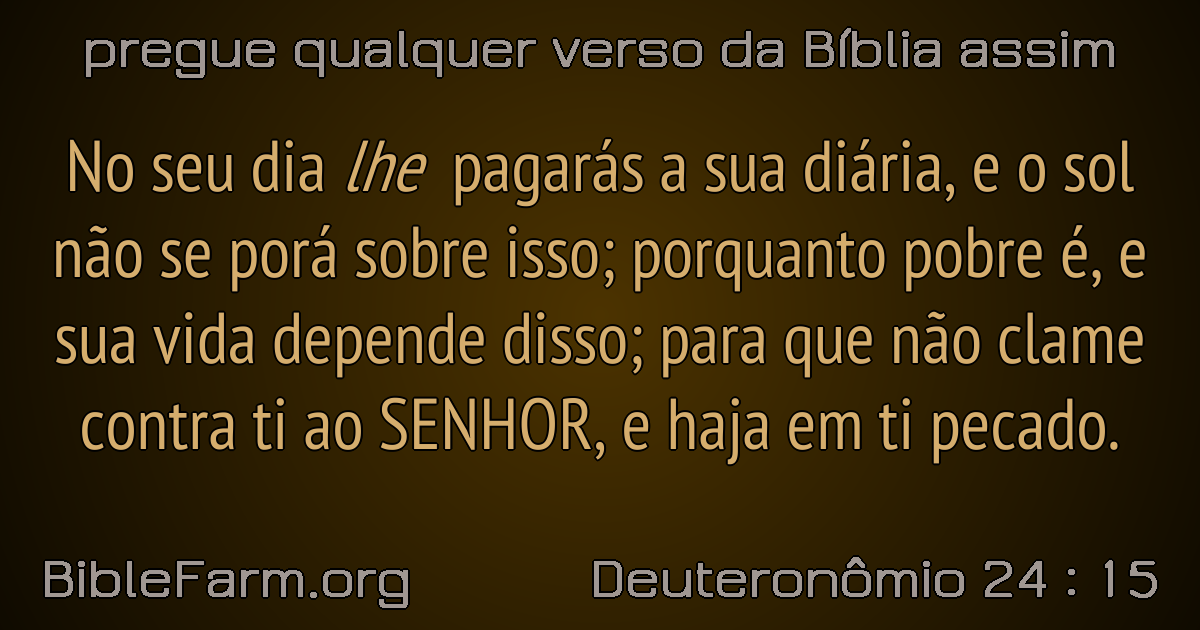 pregue qualquer verso da Bíblia assim
No seu dia lhe pagarás a sua diária, e o sol
não se porá sobre isso; porquanto pobre é, e
sua vida depende disso; para que não clame
contra ti ao SENHOR, e haja em ti pecado.
BibleFarm.org
Deuteronômio 24 : 15